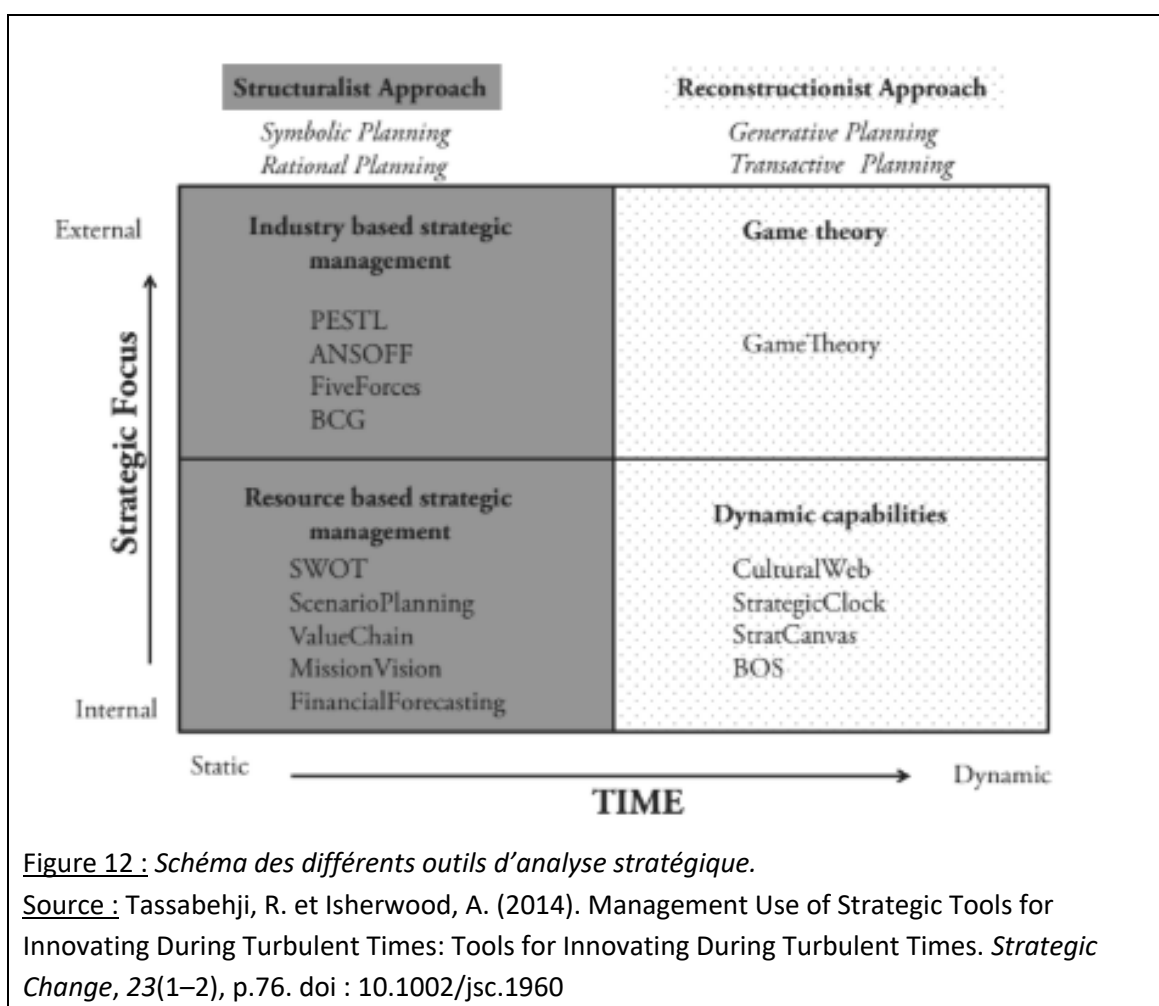 Structuralist Approach
Symbolic Planning
Rational Planning
Reconstructionist Approach
Generative Planning
Transactive Planning
External
Strategic Focus
Internal
Industry based strategic
management
PESTL
ANSOFF
FiveForces
BCG
Game theory
GameTheory
Resource based strategic
management
SWOT
ScenarioPlanning
ValueChain
MissionVision
FinancialForecasting
Dynamic capabilities
CulturalWeb
StrategicClock
StratCanvas
BOS
Static
TIME
Dynamic
Figure 12 : Schéma des différents outils d'analyse stratégique.
Source : Tassabehji, R. et Isherwood, A. (2014). Management Use of Strategic Tools for
Innovating During Turbulent Times: Tools for Innovating During Turbulent Times. Strategic
Change, 23(1–2), p.76. doi : 10.1002/jsc.1960